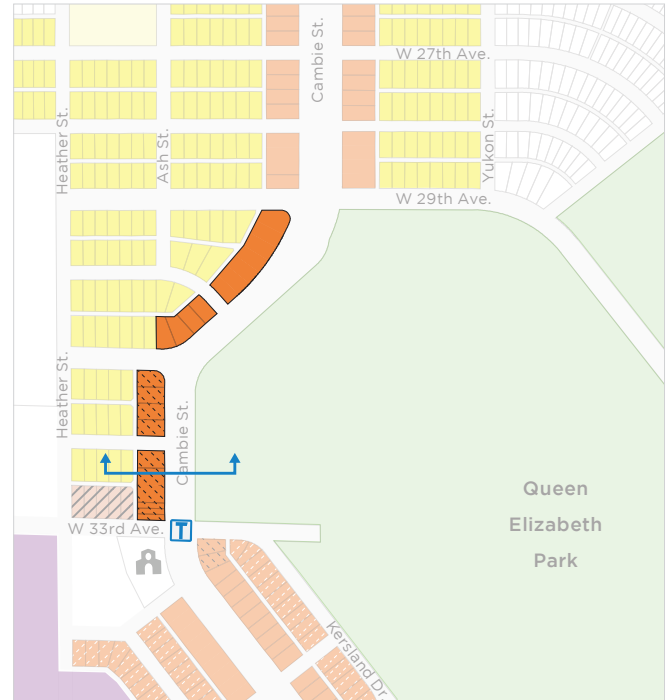 Cambie St.
W 27th Ave.
Heather St.
Ash St.
Yukon St.
W 29th Ave.
Heather St.
Cambie St.
Queen
Elizabeth
Park
W 33rd Ave.
T
Kersland Dr.